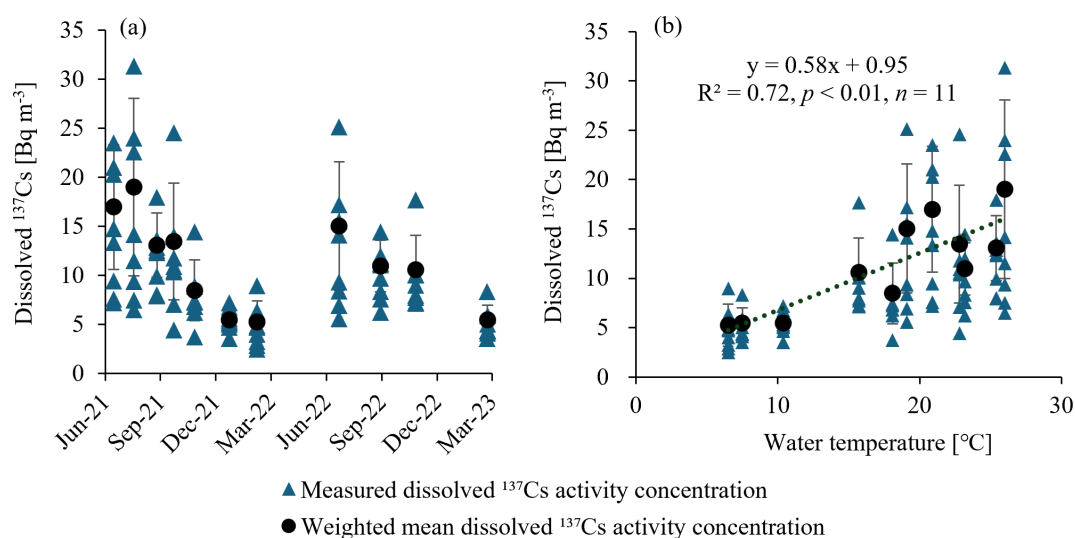 (a)
Dissolved ¹³⁷Cs [Bq m⁻³]
35
30
25
20
15
10
5
0
Jun-21
Sep-21
Dec-21
Mar-22
Jun-22
Sep-22
Dec-22
Mar-23
(b)
y = 0.58x + 0.95
R² = 0.72, p < 0.01, n = 11
Dissolved ¹³⁷Cs [Bq m⁻³]
35
30
25
20
15
10
5
0
0
10
20
30
Water temperature [℃]
Measured dissolved ¹³⁷Cs activity concentration
Weighted mean dissolved ¹³⁷Cs activity concentration